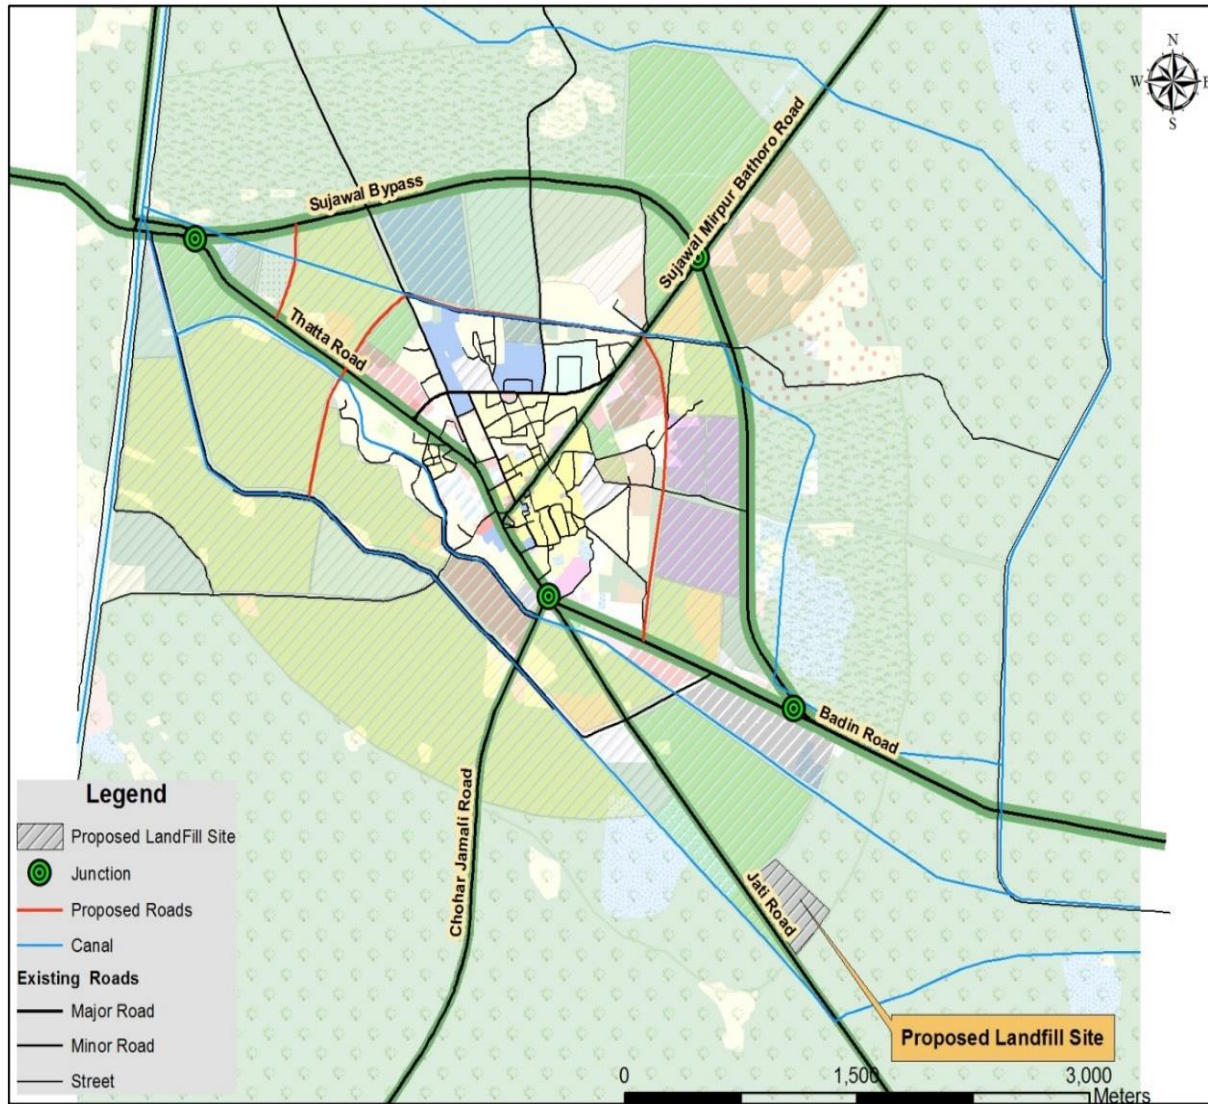 N
W
E
S
Sujawal Bypass
Sujawal Mirpur Bathoro Road
Thatta Road
Badin Road
Chohar Jamali Road
Jati Road
Legend
Proposed LandFill Site
Junction
Proposed Roads
Canal
Existing Roads
Major Road
Minor Road
Street
Proposed Landfill Site
0 1,500 3,000
Meters